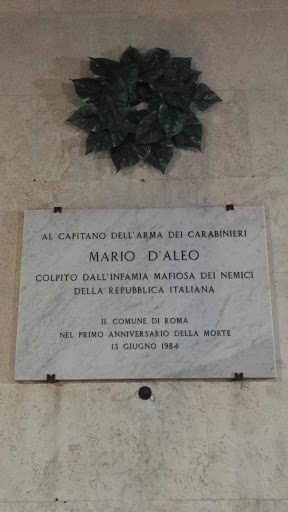 AL CAPITANO DELL'ARMA DEI CARABINIERI
MARIO D'ALEO
COLPITO DALL'INFAMIA MAFIOSA DEI NEMICI
DELLA REPUBBLICA ITALIANA
IL COMUNE DI ROMA
NEL PRIMO ANNIVERSARIO DELLA MORTE
13 GIUGNO 1984